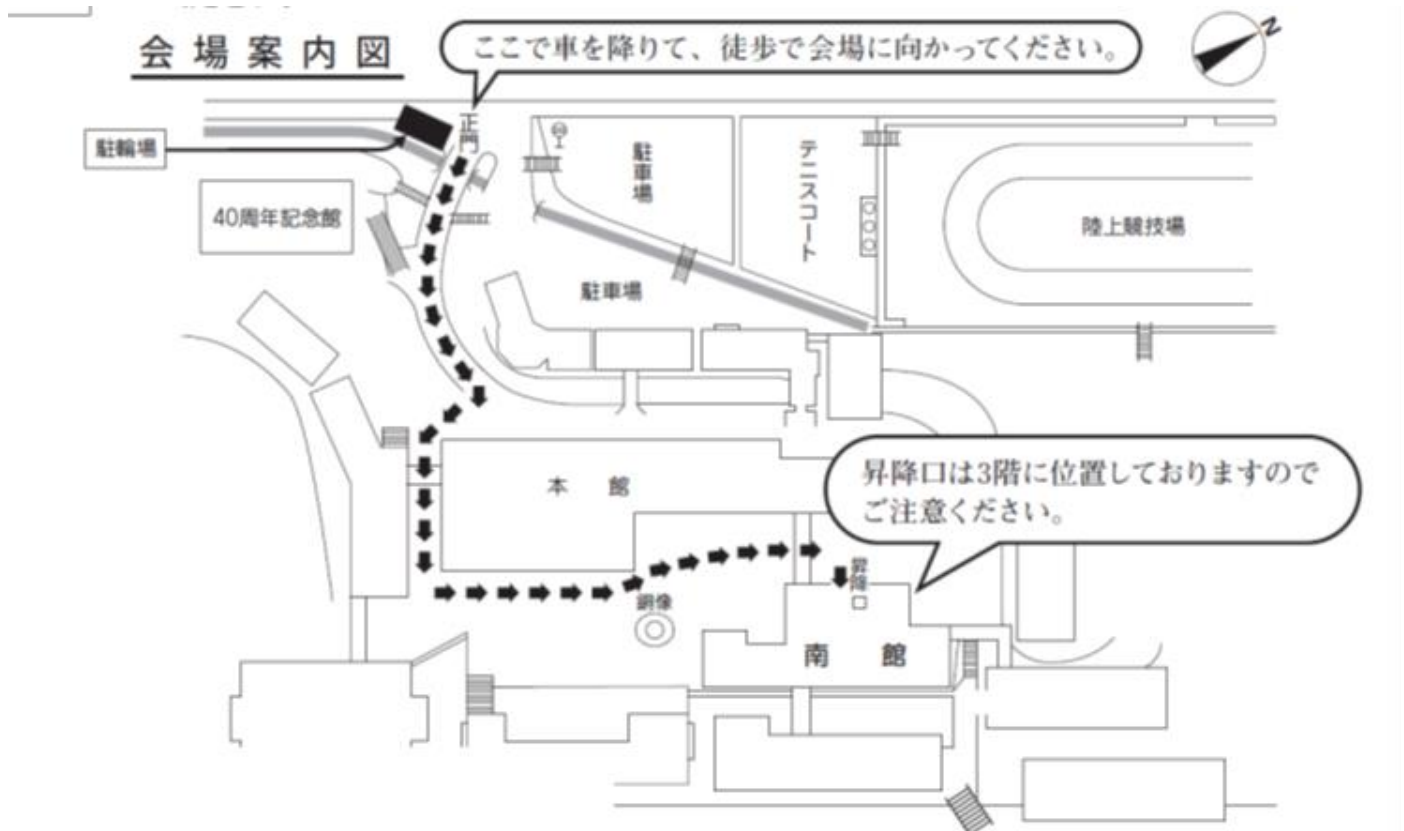 会場案内図
ここで車を降りて、徒歩で会場に向かってください。
N
正門
駐輪場
駐車場
テニスコート
40周年記念館
陸上競技場
駐車場
昇降口は3階に位置しておりますので
ご注意ください。
本館
昇降口
銅像
南館